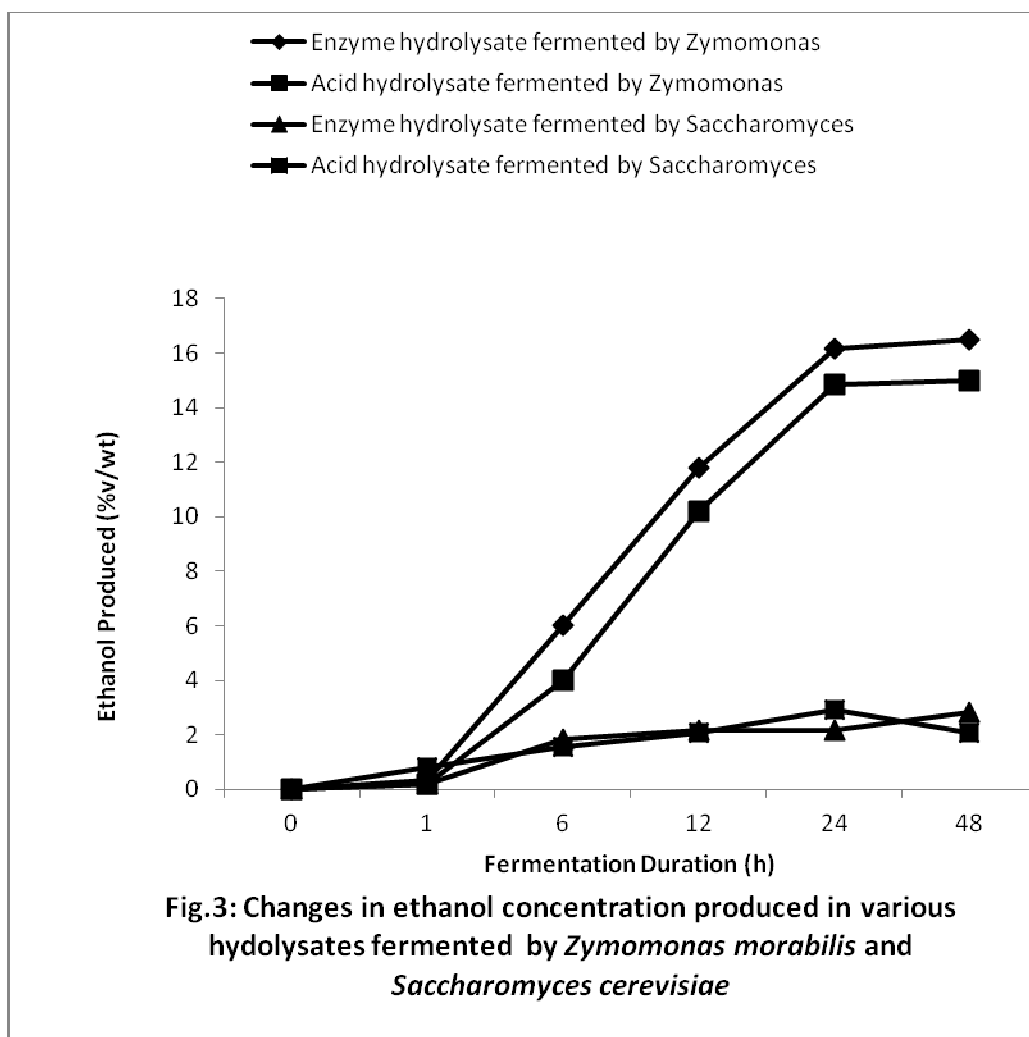 Enzyme hydrolysate fermented by Zymomonas
Acid hydrolysate fermented by Zymomonas
Enzyme hydrolysate fermented by Saccharomyces
Acid hydrolysate fermented by Saccharomyces
18
16
14
12
10
8
6
4
2
0
Ethanol Produced (%v/wt)
0 1 6 12 24 48
Fermentation Duration (h)
Fig.3: Changes in ethanol concentration produced in various
hydolysates fermented by Zymomonas morabilis and
Saccharomyces cerevisiae